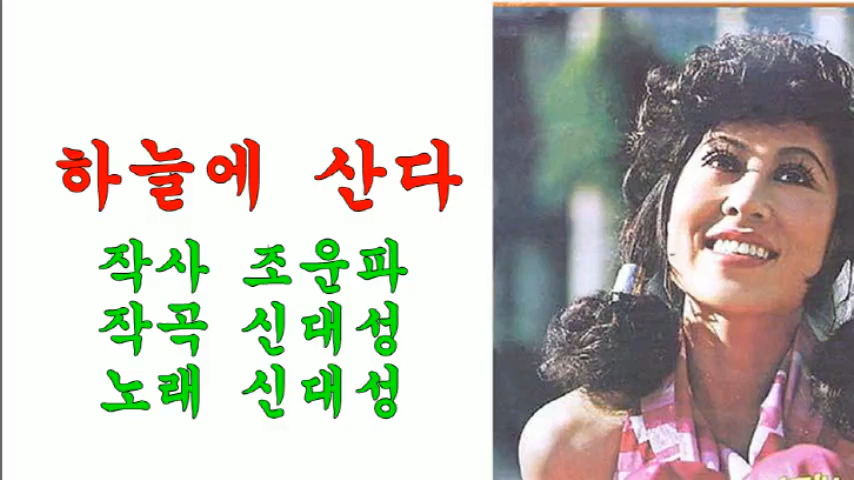 하늘에 산다
작사 조운파
작곡 신대성
노래 신대성